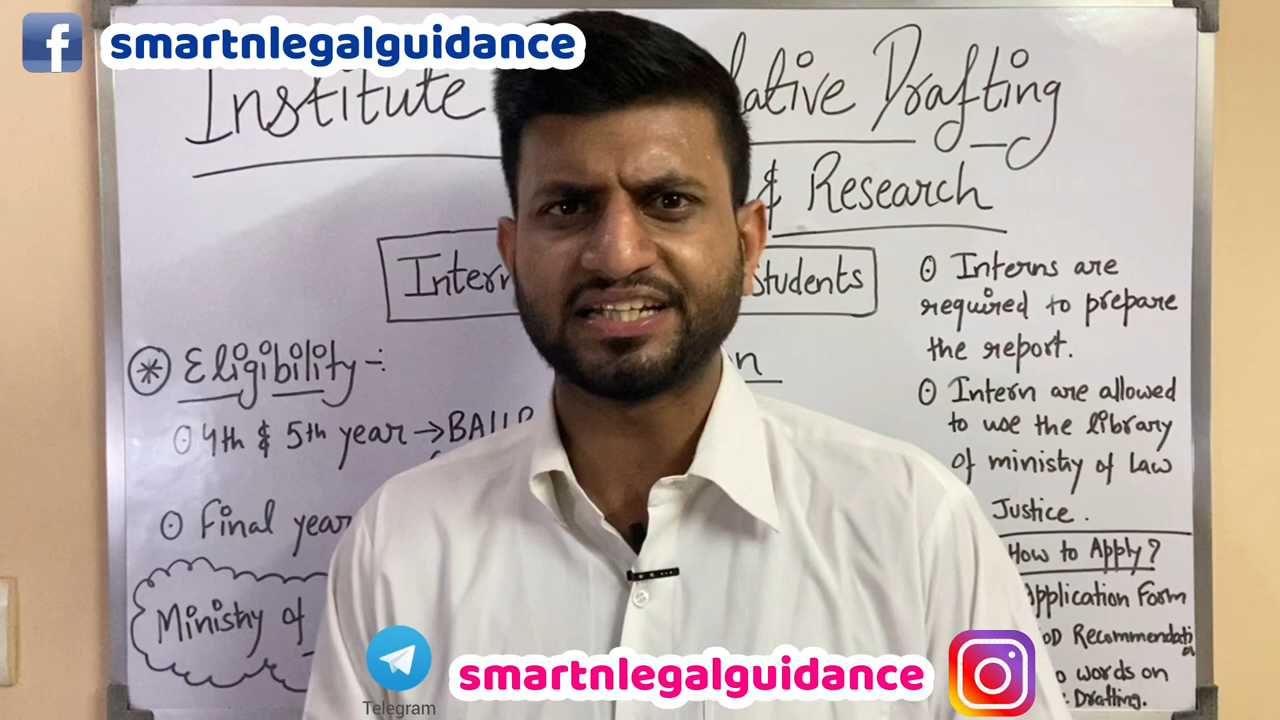 smartnlegalguidance
Institute lative Drafting
& Research
Intern Students
Eligibility :-
4th & 5th year → BALLB
Final year
Ministry of
Interns are
required to prepare
the report.
Intern are allowed
to use the library
of ministry of Law
Justice.
How to Apply?
Application Form
OD Recommendati
words on
Drafting.
Telegram
smartnlegalguidance